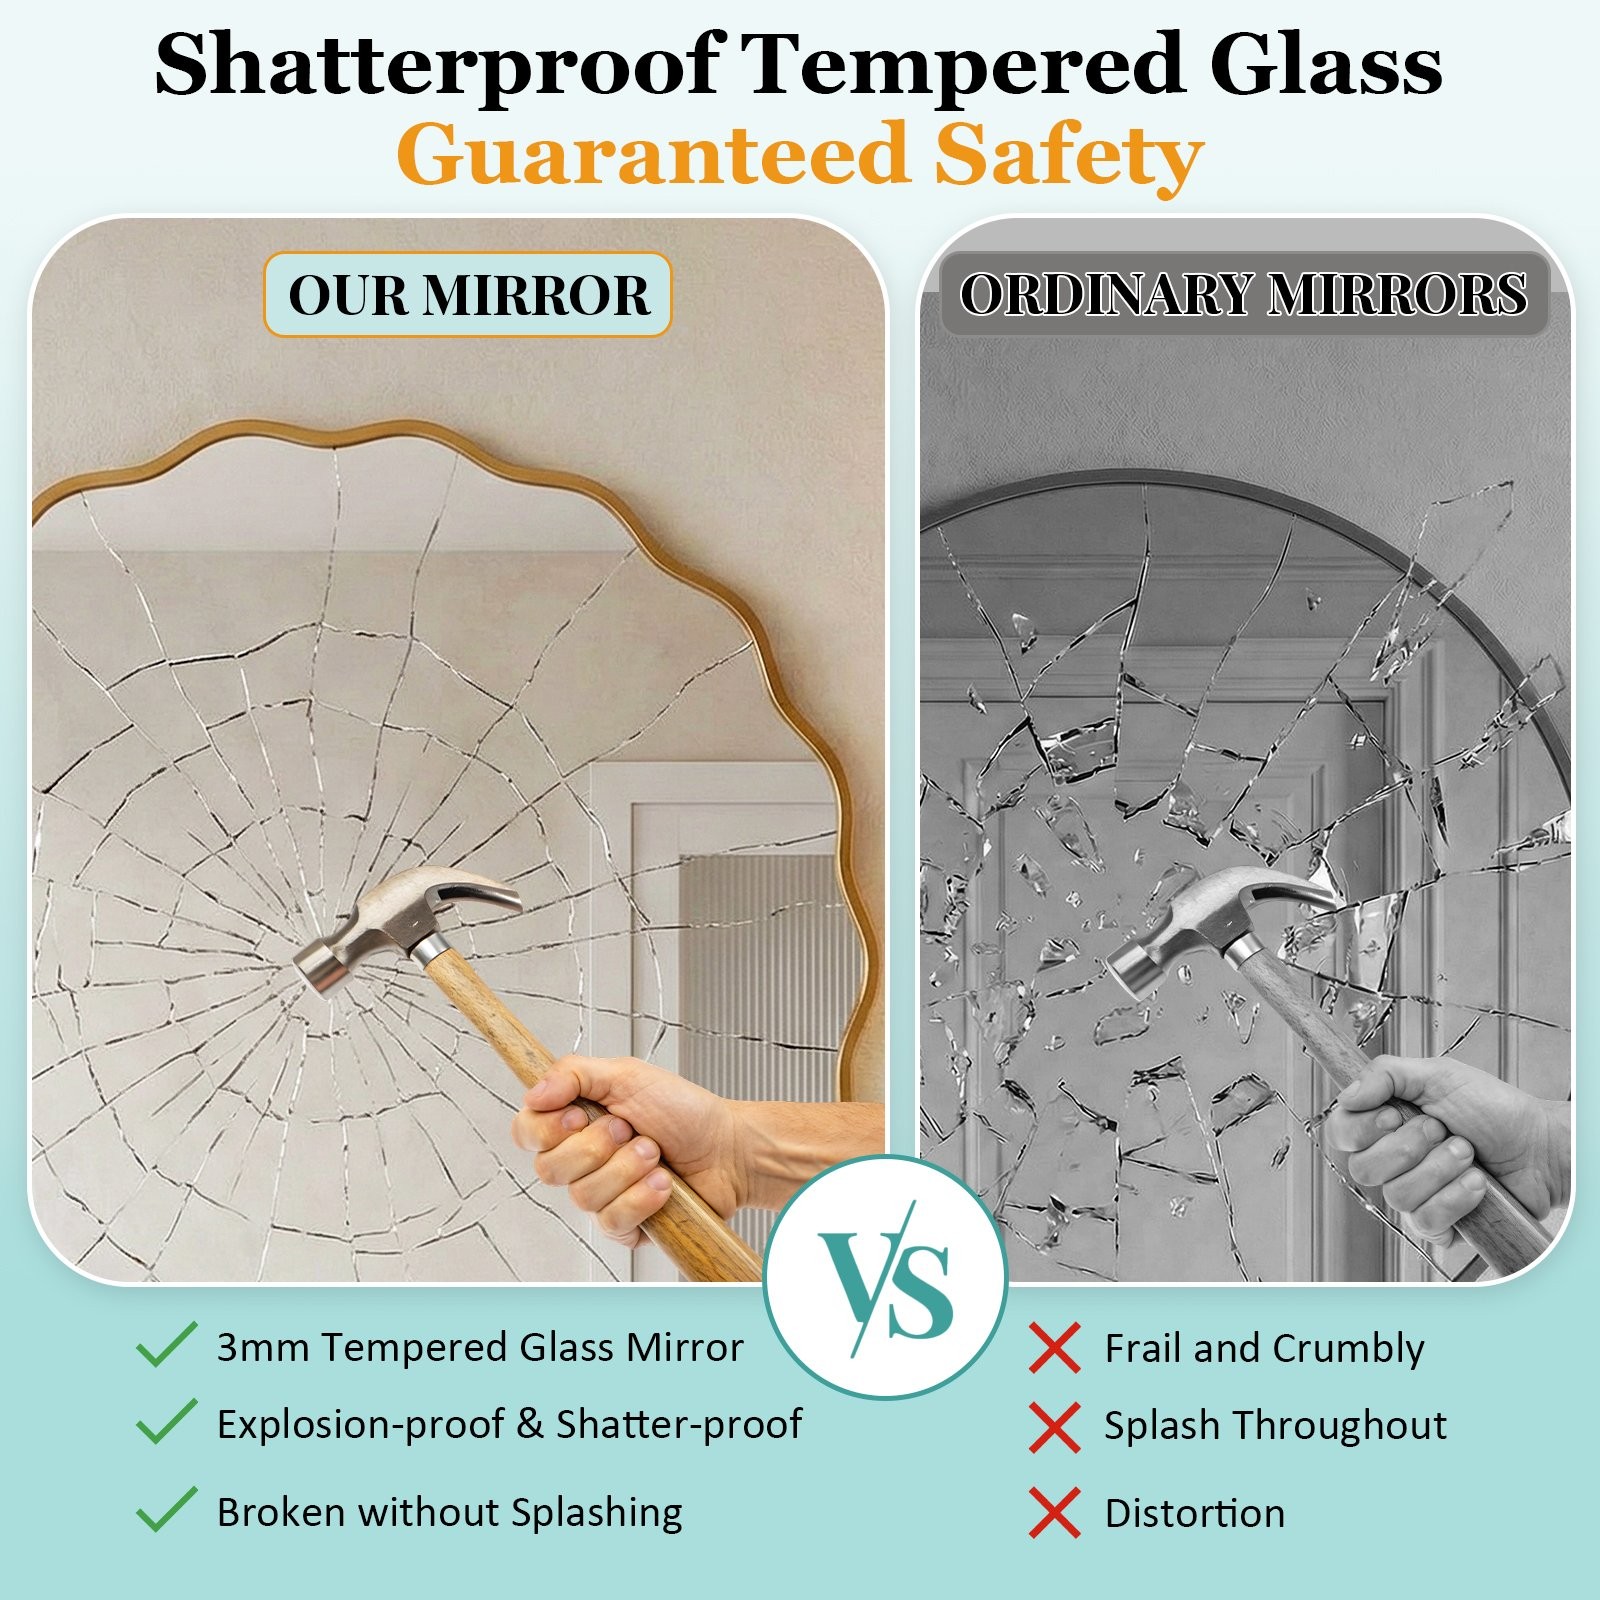 Shatterproof Tempered Glass
Guaranteed Safety
OUR MIRROR
ORDINARY MIRRORS
VS
3mm Tempered Glass Mirror
Explosion-proof & Shatter-proof
Broken without Splashing
Frail and Crumbly
Splash Throughout
Distortion